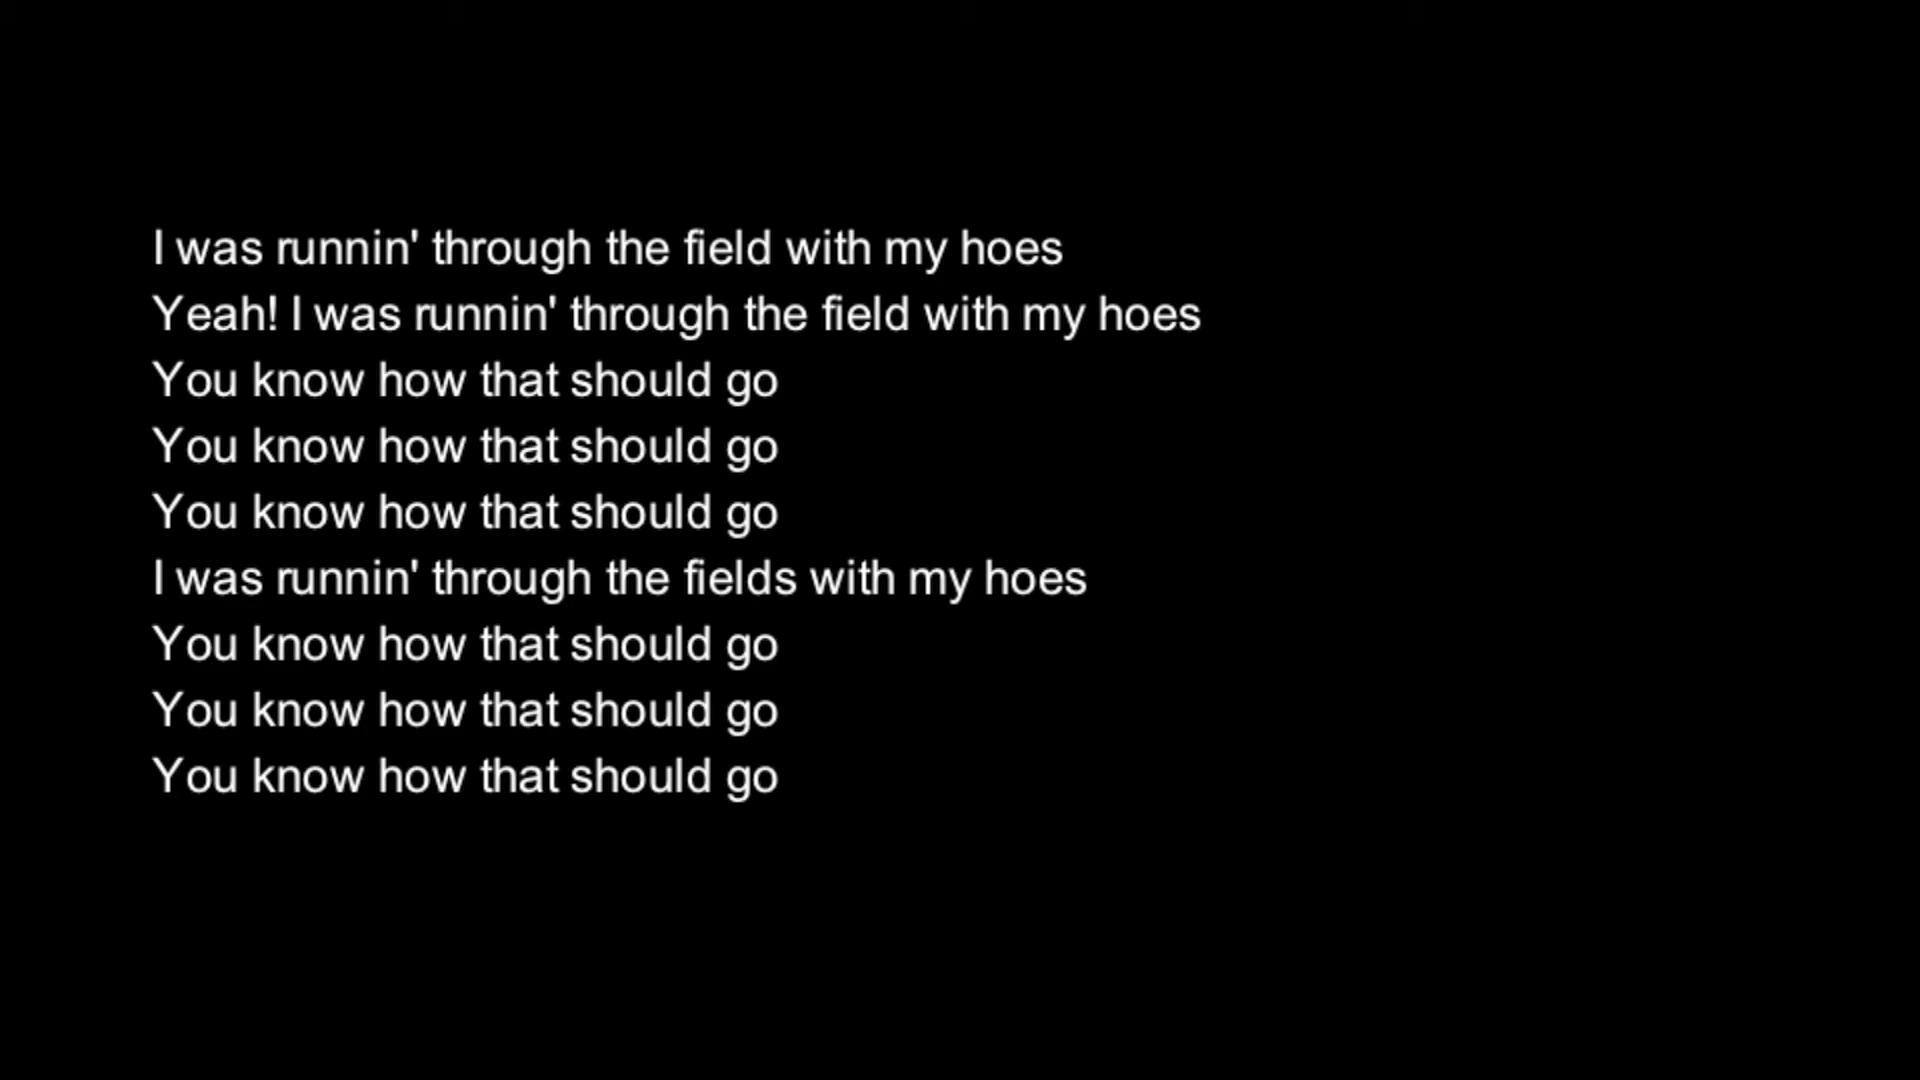 I was runnin' through the field with my hoes
Yeah! I was runnin' through the field with my hoes
You know how that should go
You know how that should go
You know how that should go
I was runnin' through the fields with my hoes
You know how that should go
You know how that should go
You know how that should go